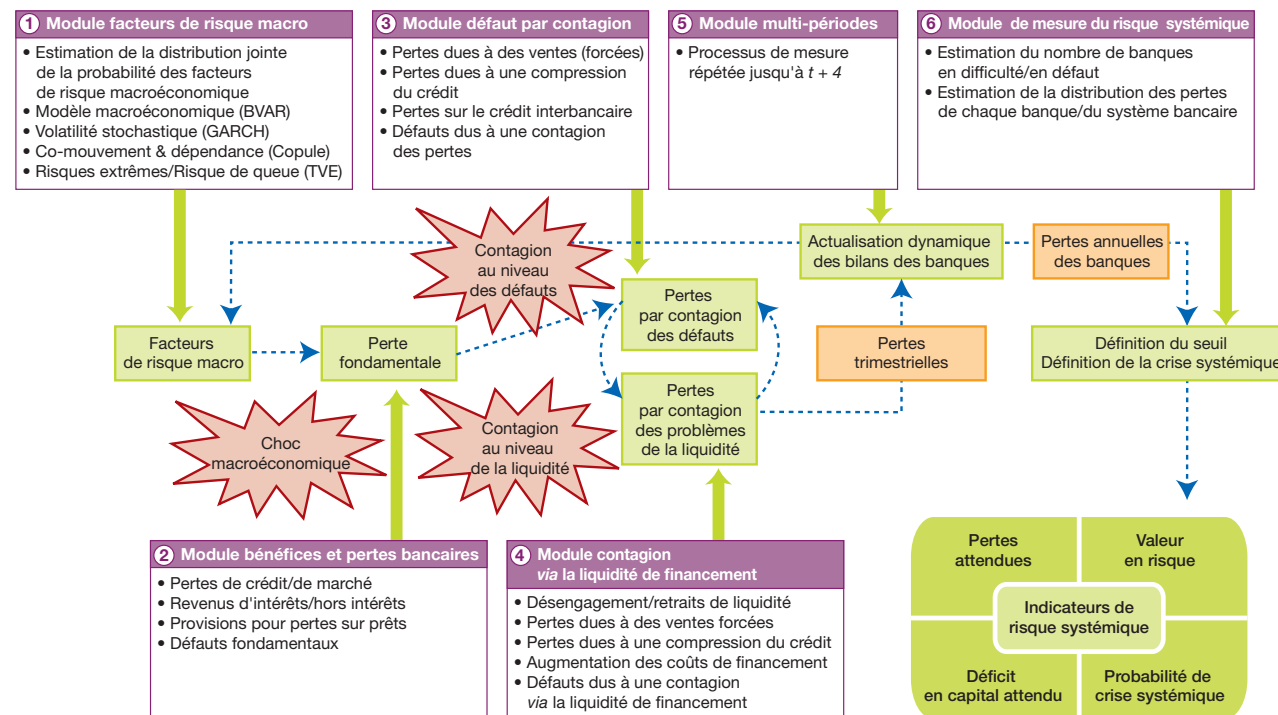 1 Module facteurs de risque macro
• Estimation de la distribution jointe
de la probabilité des facteurs
de risque macroéconomique
• Modèle macroéconomique (BVAR)
• Volatilité stochastique (GARCH)
• Co-mouvement & dépendance (Copule)
• Risques extrêmes/Risque de queue (TVE)
3 Module défaut par contagion
• Pertes dues à des ventes (forcées)
• Pertes dues à une compression
du crédit
• Pertes sur le crédit interbancaire
• Défauts dus à une contagion
des pertes
5 Module multi-périodes
• Processus de mesure
répétée jusqu'à t + 4
6 Module de mesure du risque systémique
• Estimation du nombre de banques
en difficulté/en défaut
• Estimation de la distribution des pertes
de chaque banque/du système bancaire
Contagion
au niveau
des défauts
Actualisation dynamique
des bilans des banques
Pertes annuelles
des banques
Facteurs
de risque macro
Perte
fondamentale
Pertes
par contagion
des défauts
Pertes
trimestrielles
Définition du seuil
Définition de la crise systémique
Choc
macroéconomique
Contagion
au niveau
de la liquidité
Pertes
par contagion
des problèmes
de la liquidité
2 Module bénéfices et pertes bancaires
• Pertes de crédit/de marché
• Revenus d'intérêts/hors intérêts
• Provisions pour pertes sur prêts
• Défauts fondamentaux
4 Module contagion
via la liquidité de financement
• Désengagement/retraits de liquidité
• Pertes dues à des ventes forcées
• Pertes dues à une compression du crédit
• Augmentation des coûts de financement
• Défauts dus à une contagion
via la liquidité de financement
Pertes
attendues
Valeur
en risque
Indicateurs de
risque systémique
Déficit
en capital attendu
Probabilité de
crise systémique